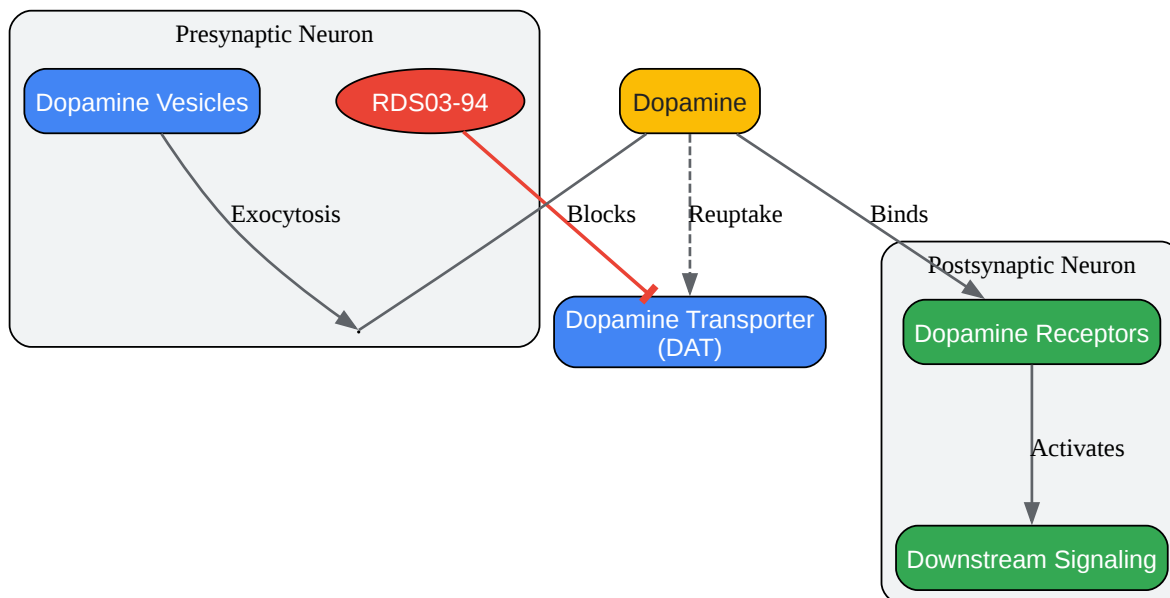 Presynaptic Neuron
Dopamine Vesicles
RDS03-94
Dopamine
Exocytosis
Blocks
Reuptake
Binds
Postsynaptic Neuron
Dopamine Transporter
(DAT)
Dopamine Receptors
Activates
Downstream Signaling